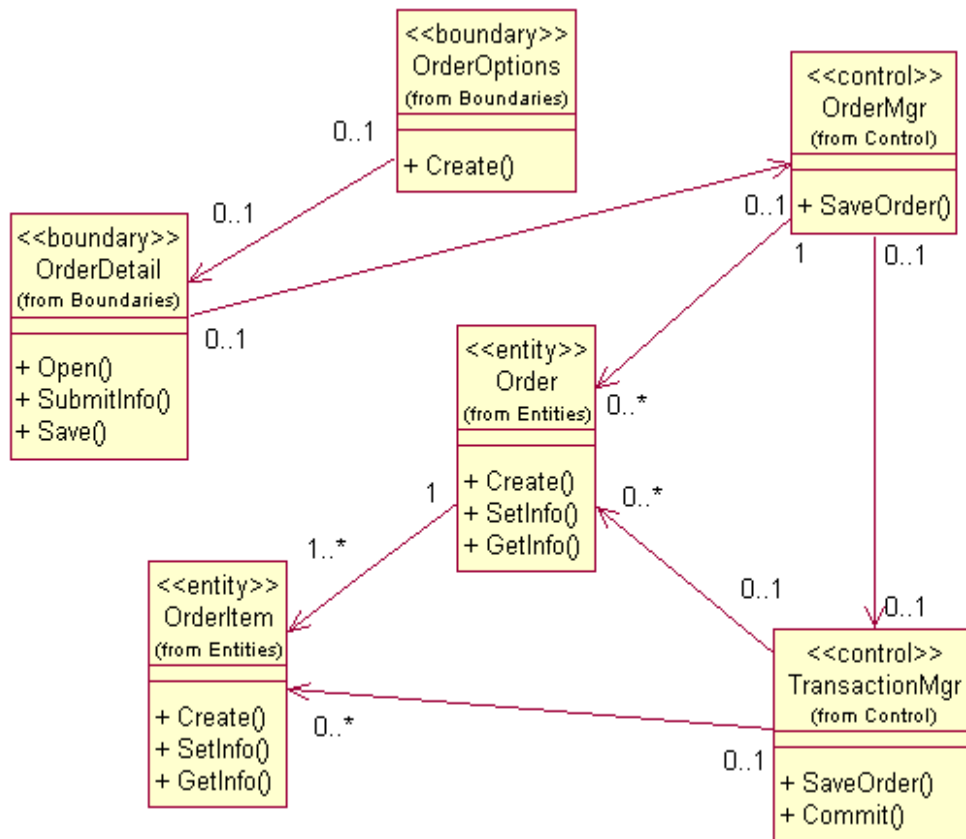 <<boundary>>
OrderOptions
(from Boundaries)
+ Create()
0..1
0..1
<<control>>
OrderMgr
(from Control)
+ SaveOrder()
0..1
1
0..1
<<boundary>>
OrderDetail
(from Boundaries)
+ Open()
+ SubmitInfo()
+ Save()
0..1
<<entity>>
Order
(from Entities)
+ Create()
+ SetInfo()
+ GetInfo()
0..*
0..*
1
1..*
0..1
0..1
<<entity>>
OrderItem
(from Entities)
+ Create()
+ SetInfo()
+ GetInfo()
0..*
0..1
<<control>>
TransactionMgr
(from Control)
+ SaveOrder()
+ Commit()